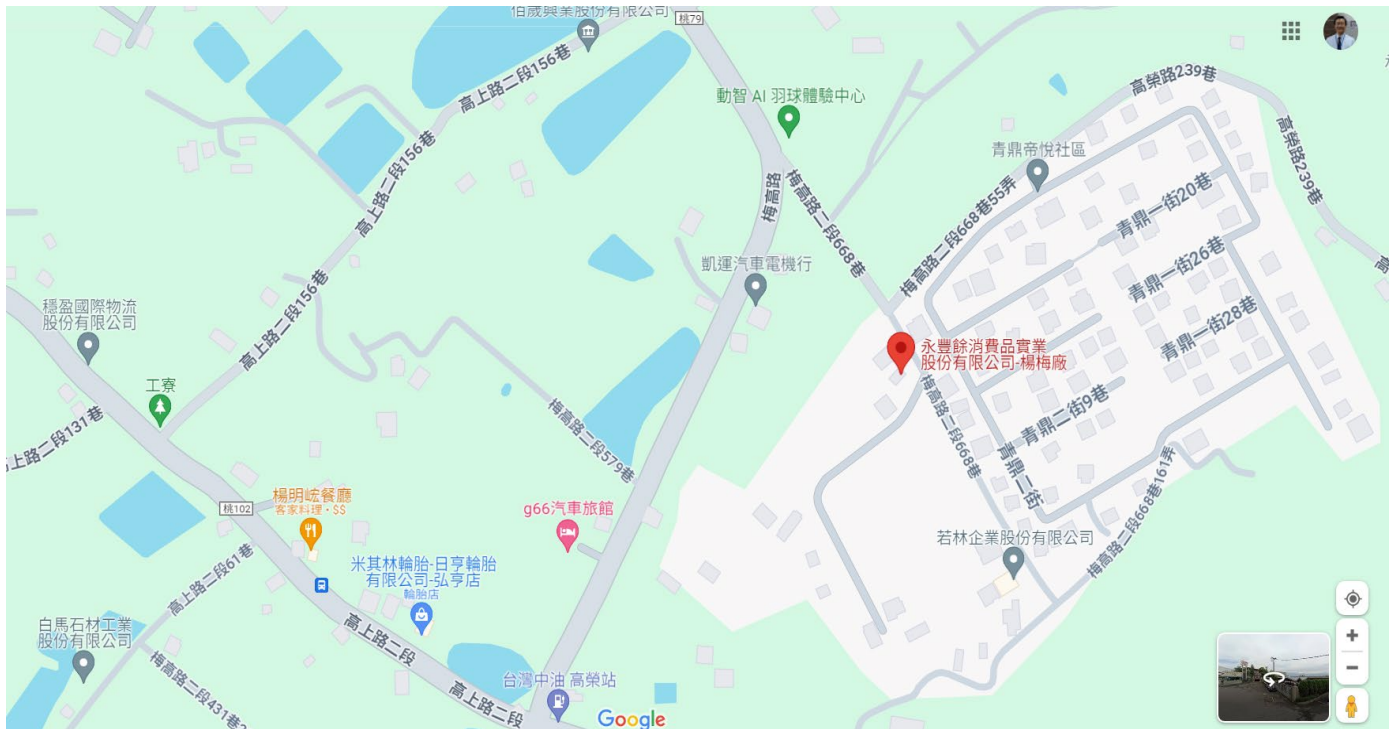 佰葳興業股份有限公司
桃79
高上路二段156巷
動智 AI 羽球體驗中心
高榮路239巷
高榮路239巷
青鼎帝悅社區
高上路二段156巷
梅高路
梅高路二段668巷
梅高路二段668巷55弄
青鼎一街20巷
青鼎一街26巷
青鼎一街28巷
凱運汽車電機行
穩盈國際物流
股份有限公司
高上路二段156巷
永豐餘消費品實業
股份有限公司-楊梅廠
工寮
梅高路二段668巷
青鼎二街9巷
青鼎二街
上路二段131巷
梅高路二段579巷
楊明峵餐廳
客家料理・$$
桃102
g66汽車旅館
若林企業股份有限公司
梅高路二段668巷161弄
高上路二段61巷
米其林輪胎-日亨輪胎
有限公司-弘亨店
輪胎店
白馬石材工業
股份有限公司
高上路二段
梅高路二段431巷2
高上路二段
台灣中油 高榮站
Google